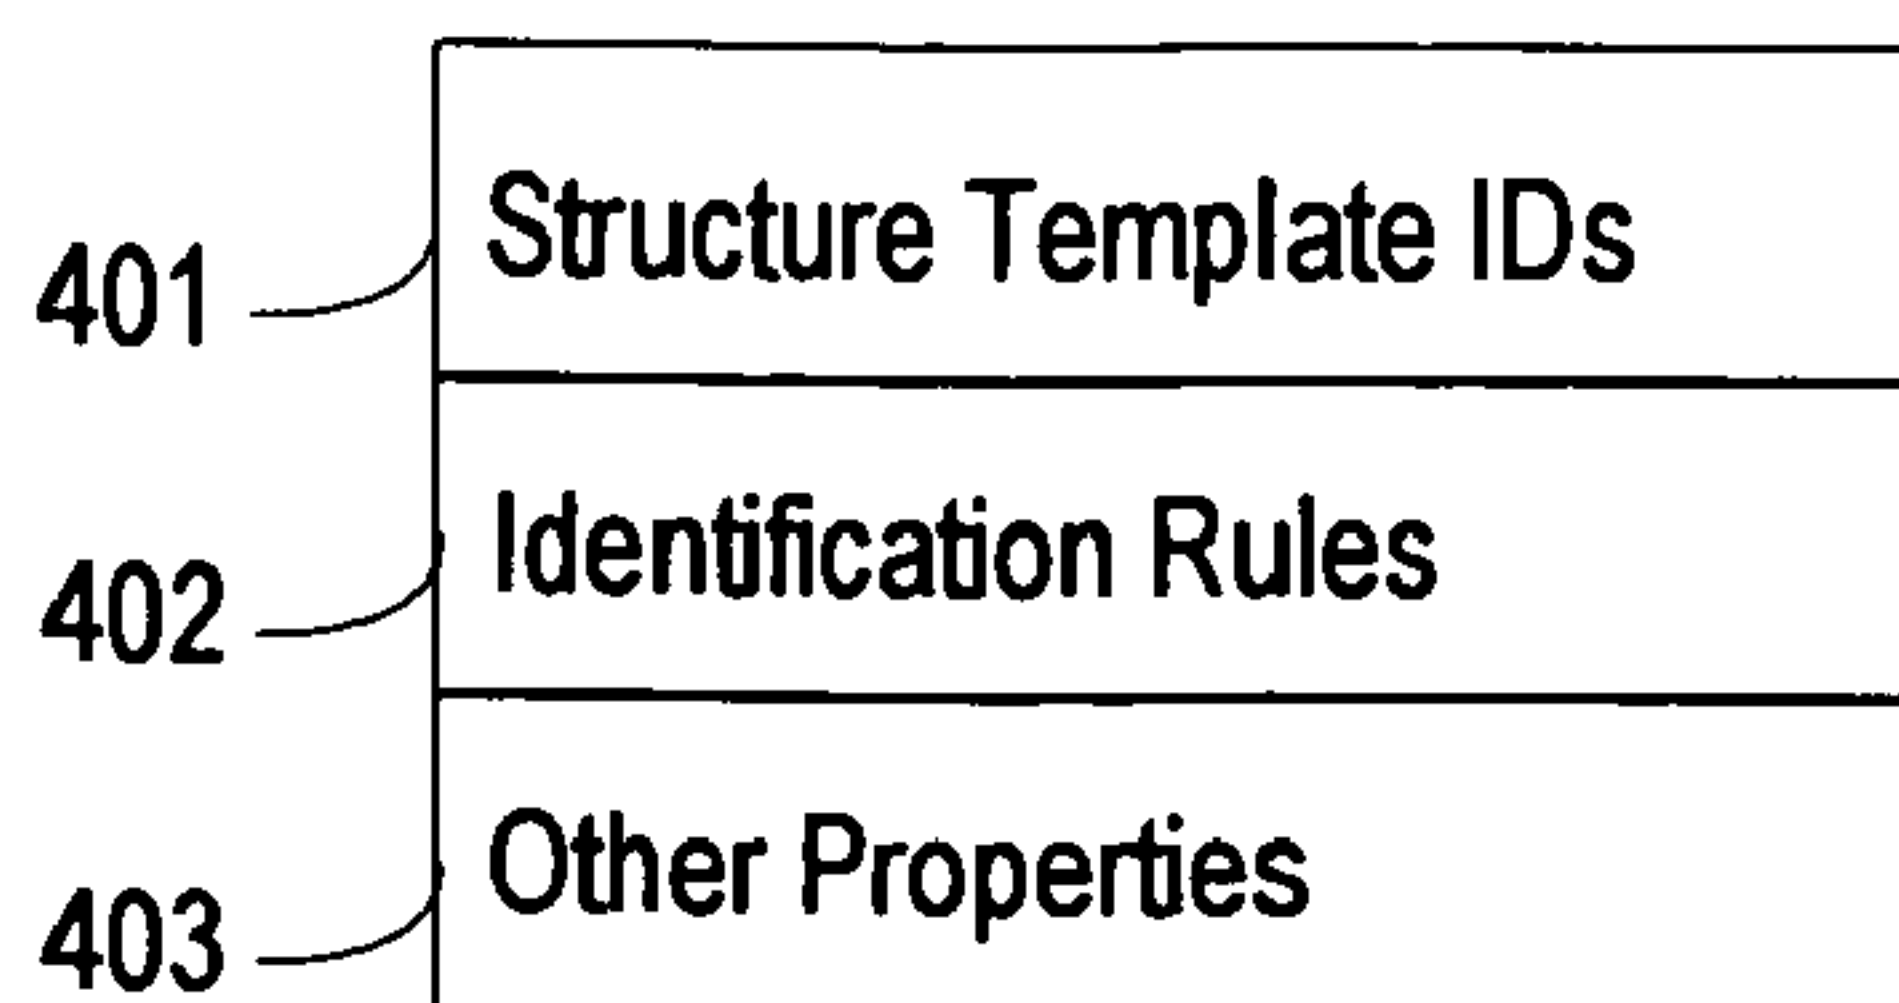 401 Structure Template IDs
402 Identification Rules
403 Other Properties